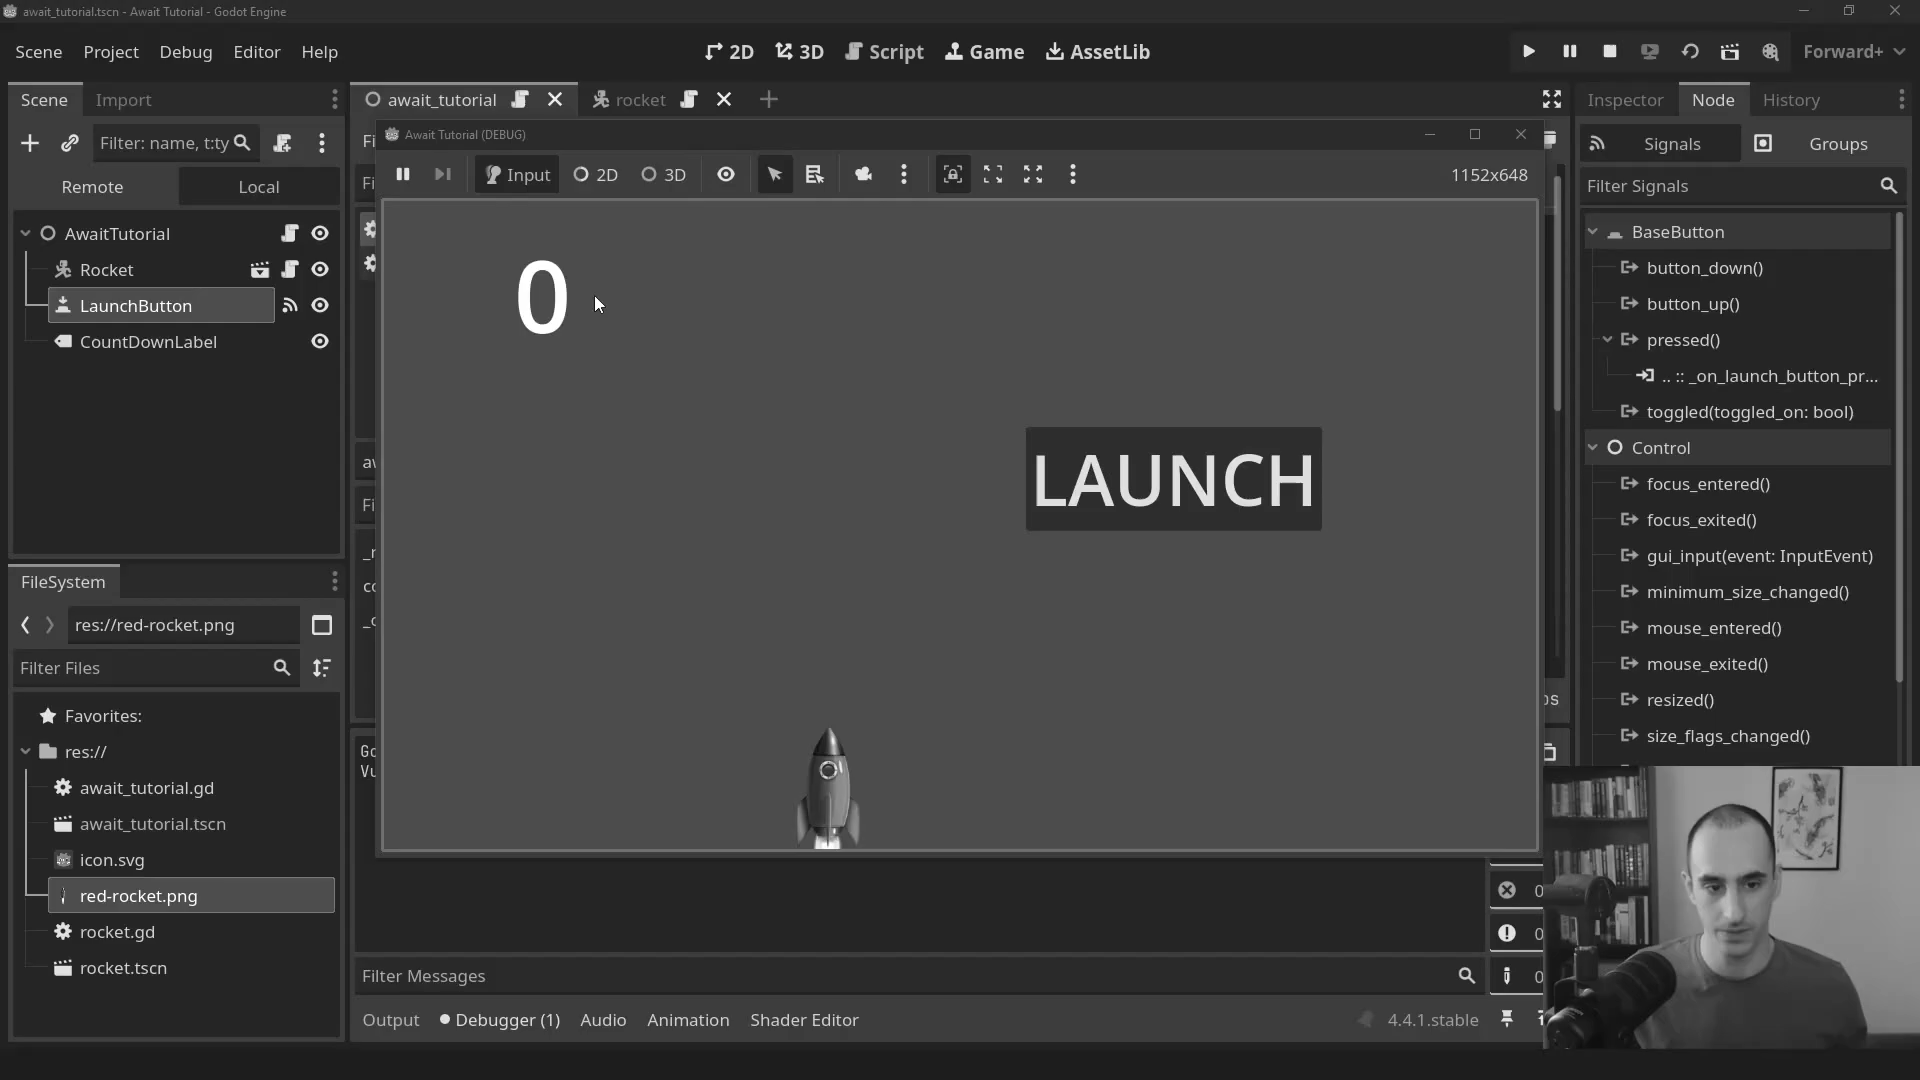 await_tutorial.tscn - Await Tutorial - Godot Engine
Scene Project Debug Editor Help
2D 3D Script Game AssetLib
Forward+
Scene Import
await_tutorial rocket
Inspector Node History
Filter: name, t:ty
Await Tutorial (DEBUG)
Signals Groups
Input 2D 3D
1152x648
Remote Local
Filter Signals
AwaitTutorial
Rocket
LaunchButton
CountDownLabel
0
LAUNCH
BaseButton
button_down()
button_up()
pressed()
.. :: _on_launch_button_pr...
toggled(toggled_on: bool)
Control
focus_entered()
focus_exited()
gui_input(event: InputEvent)
minimum_size_changed()
mouse_entered()
mouse_exited()
resized()
size_flags_changed()
FileSystem
res://red-rocket.png
Filter Files
Favorites:
res://
await_tutorial.gd
await_tutorial.tscn
icon.svg
red-rocket.png
rocket.gd
rocket.tscn
0
0
0
Filter Messages
Output Debugger (1) Audio Animation Shader Editor
4.4.1.stable